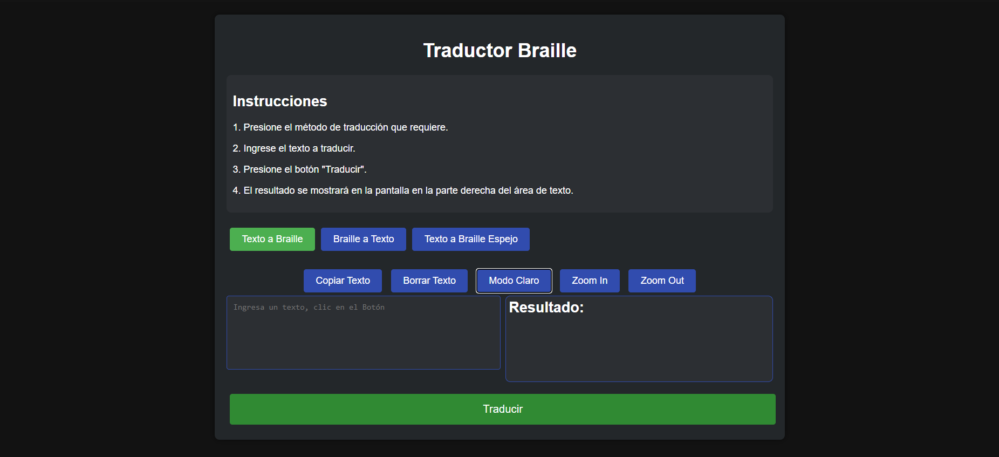 Traductor Braille
Instrucciones
1. Presione el método de traducción que requiere.
2. Ingrese el texto a traducir.
3. Presione el botón "Traducir".
4. El resultado se mostrará en la pantalla en la parte derecha del área de texto.
Texto a Braille
Braille a Texto
Texto a Braille Espejo
Copiar Texto
Borrar Texto
Modo Claro
Zoom In
Zoom Out
Ingresa un texto, clic en el Botón
Resultado:
Traducir